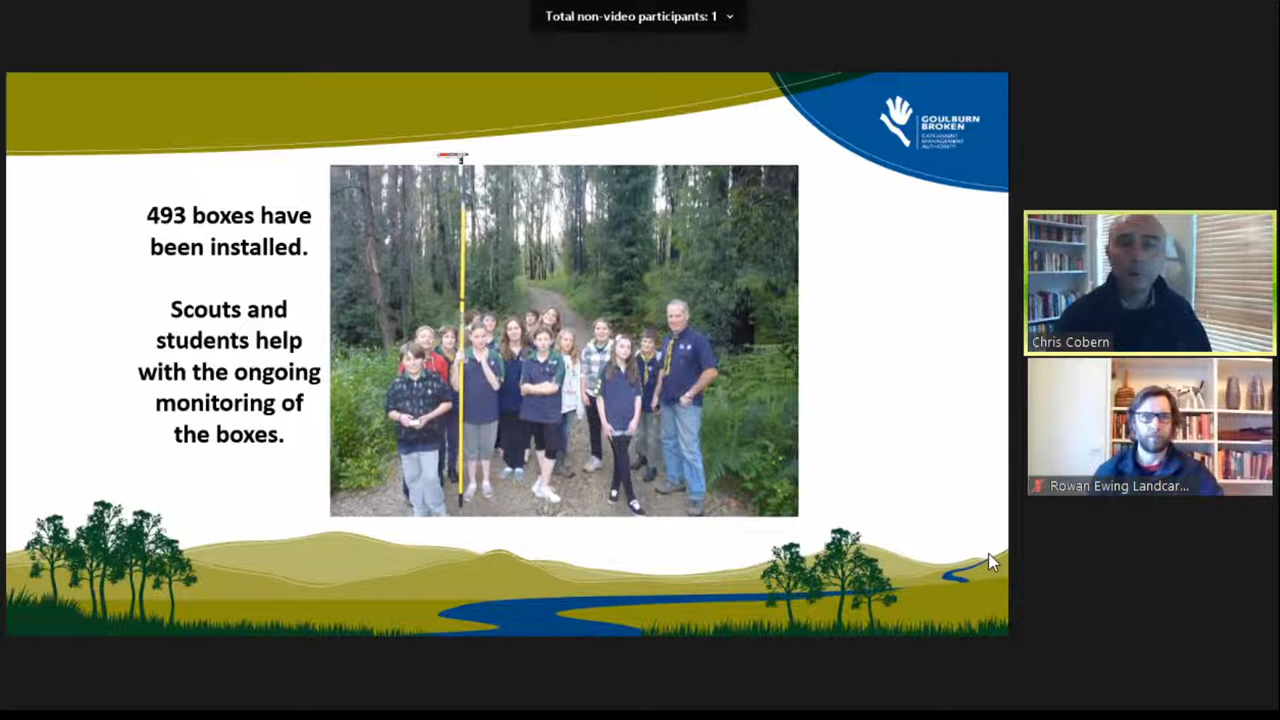 Total non-video participants: 1
GOULBURN
BROKEN
CATCHMENT
MANAGEMENT
AUTHORITY
493 boxes have
been installed.
Scouts and
students help
with the ongoing
monitoring of
the boxes.
Chris Cobern
Rowan Ewing Landcar...